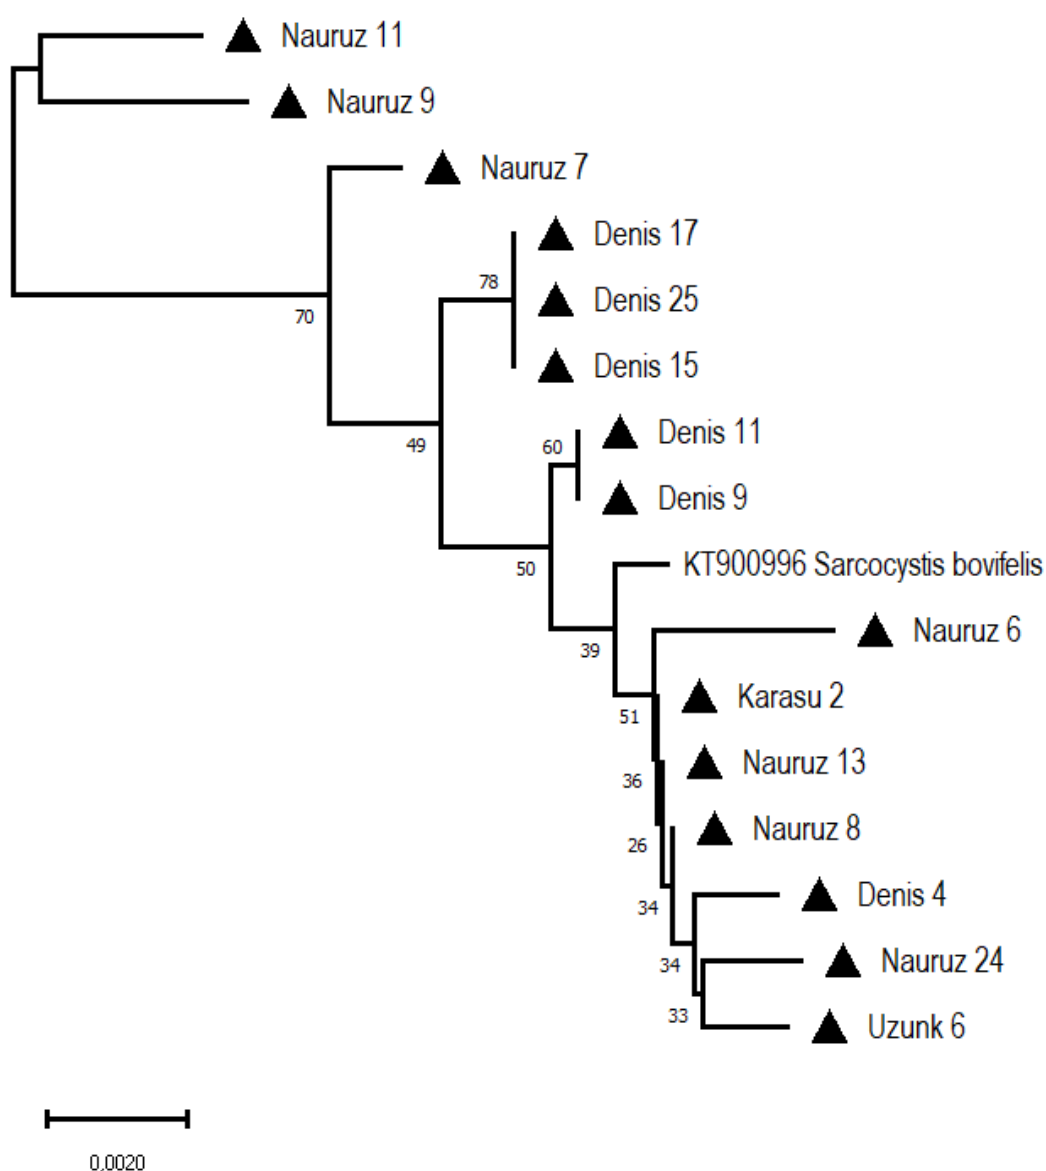 Nauruz 11
Nauruz 9
Nauruz 7
Denis 17
78
Denis 25
70
Denis 15
Denis 11
49
60
Denis 9
50
KT900996 Sarcocystis bovifelis
Nauruz 6
39
Karasu 2
51
Nauruz 13
36
Nauruz 8
26
Denis 4
34
Nauruz 24
34
33
Uzunk 6
0,0020